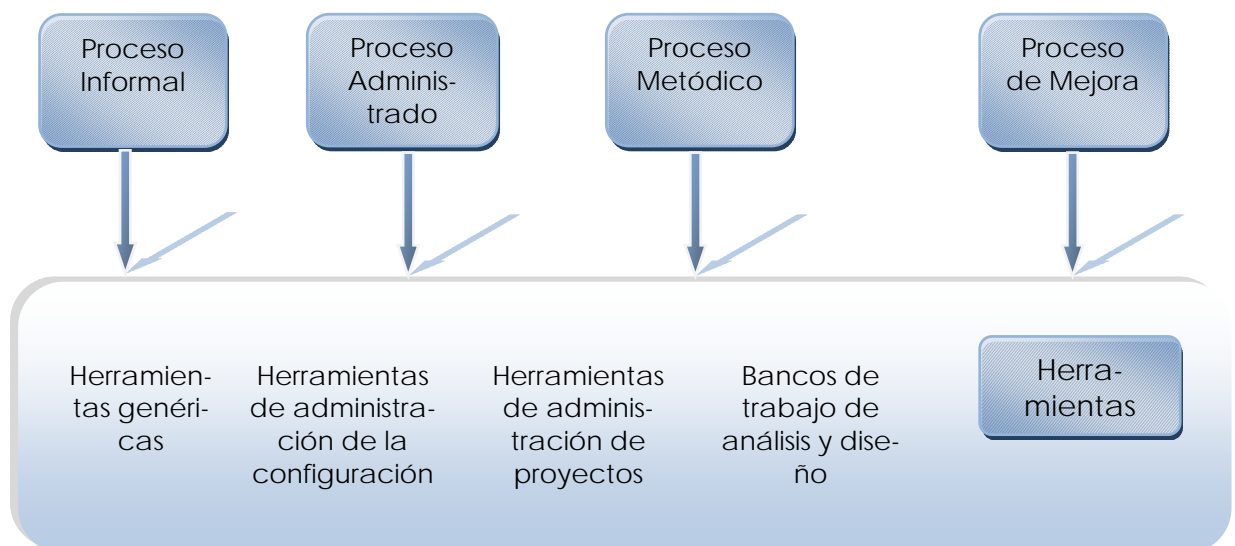 Proceso
Informal
Proceso
Adminis-
trado
Proceso
Metódico
Proceso
de Mejora
Herramien-
tas genéri-
cas
Herramientas
de administra-
ción de la
configuración
Herramientas
de adminis-
tración de
proyectos
Bancos de
trabajo de
análisis y dise-
ño
Herra-
mientas